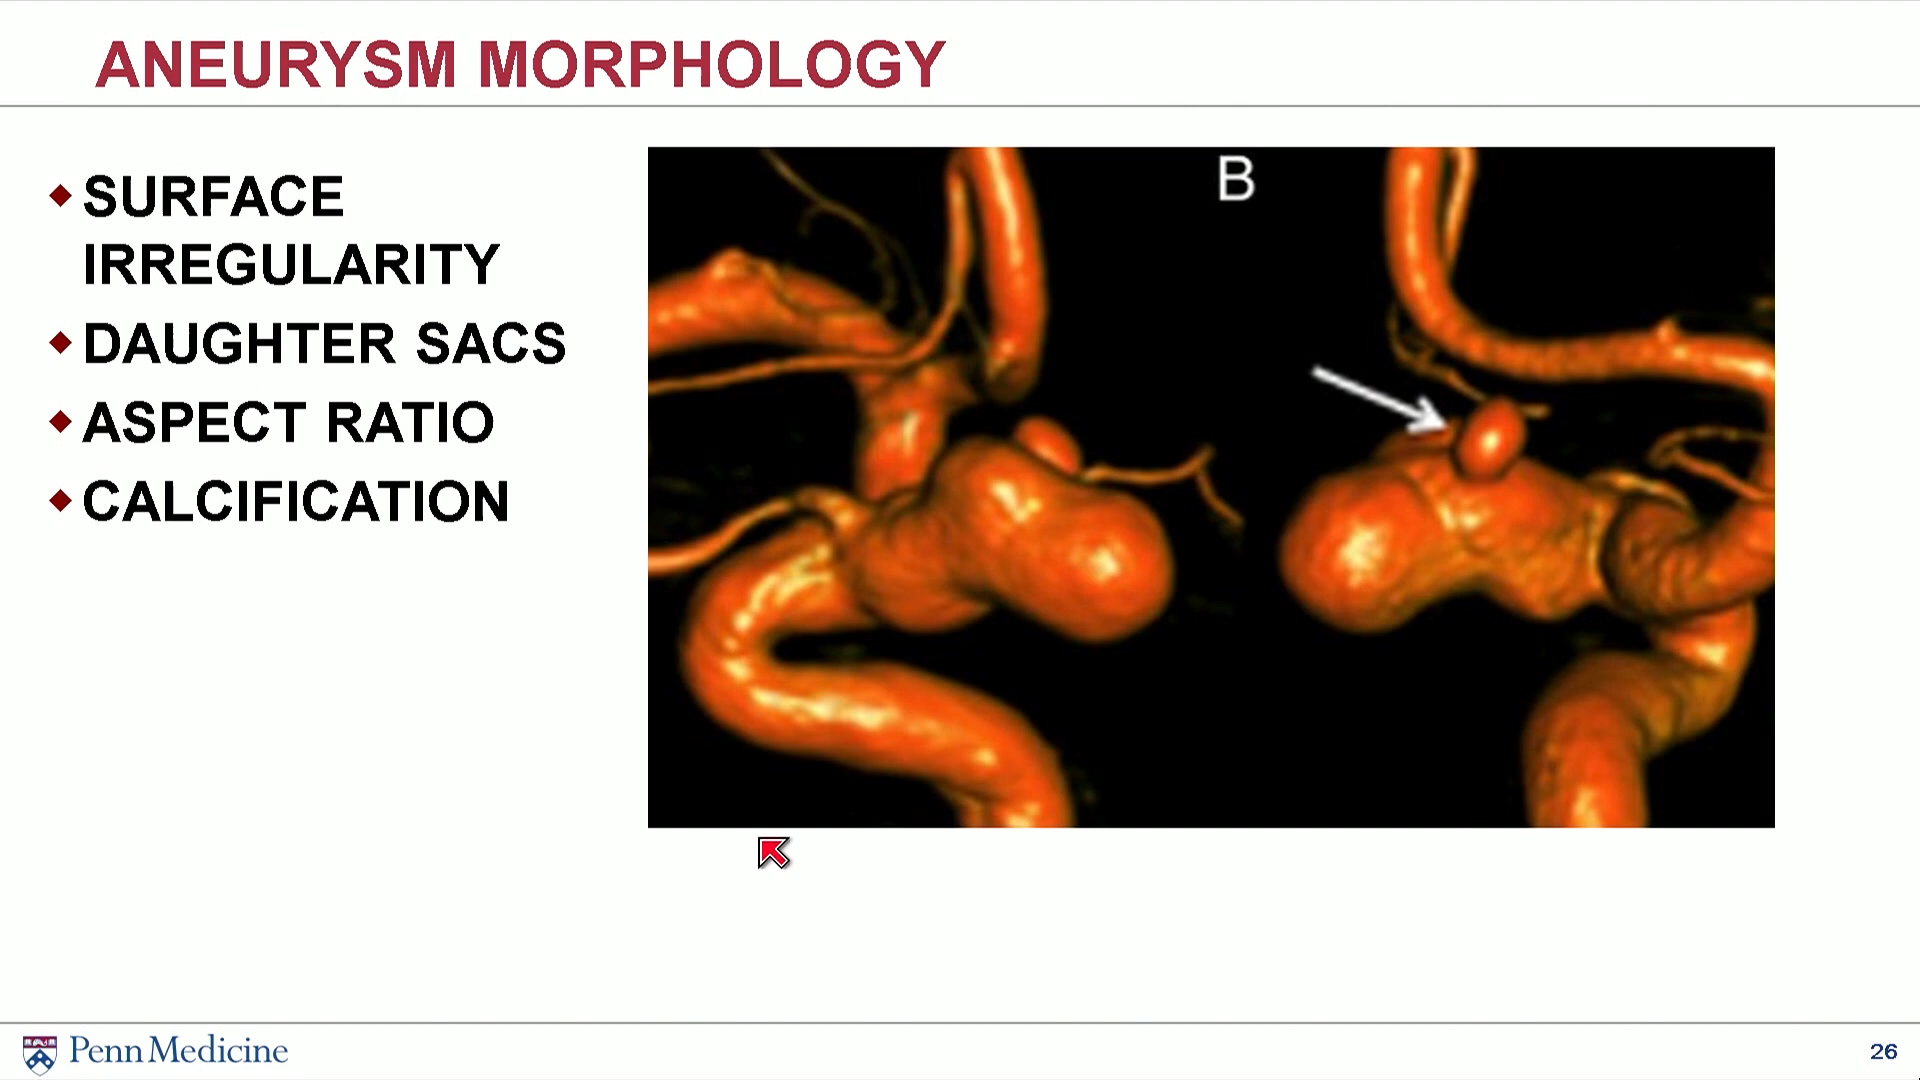 ANEURYSM MORPHOLOGY
SURFACE
IRREGULARITY
DAUGHTER SACS
ASPECT RATIO
CALCIFICATION
B
Penn Medicine
26